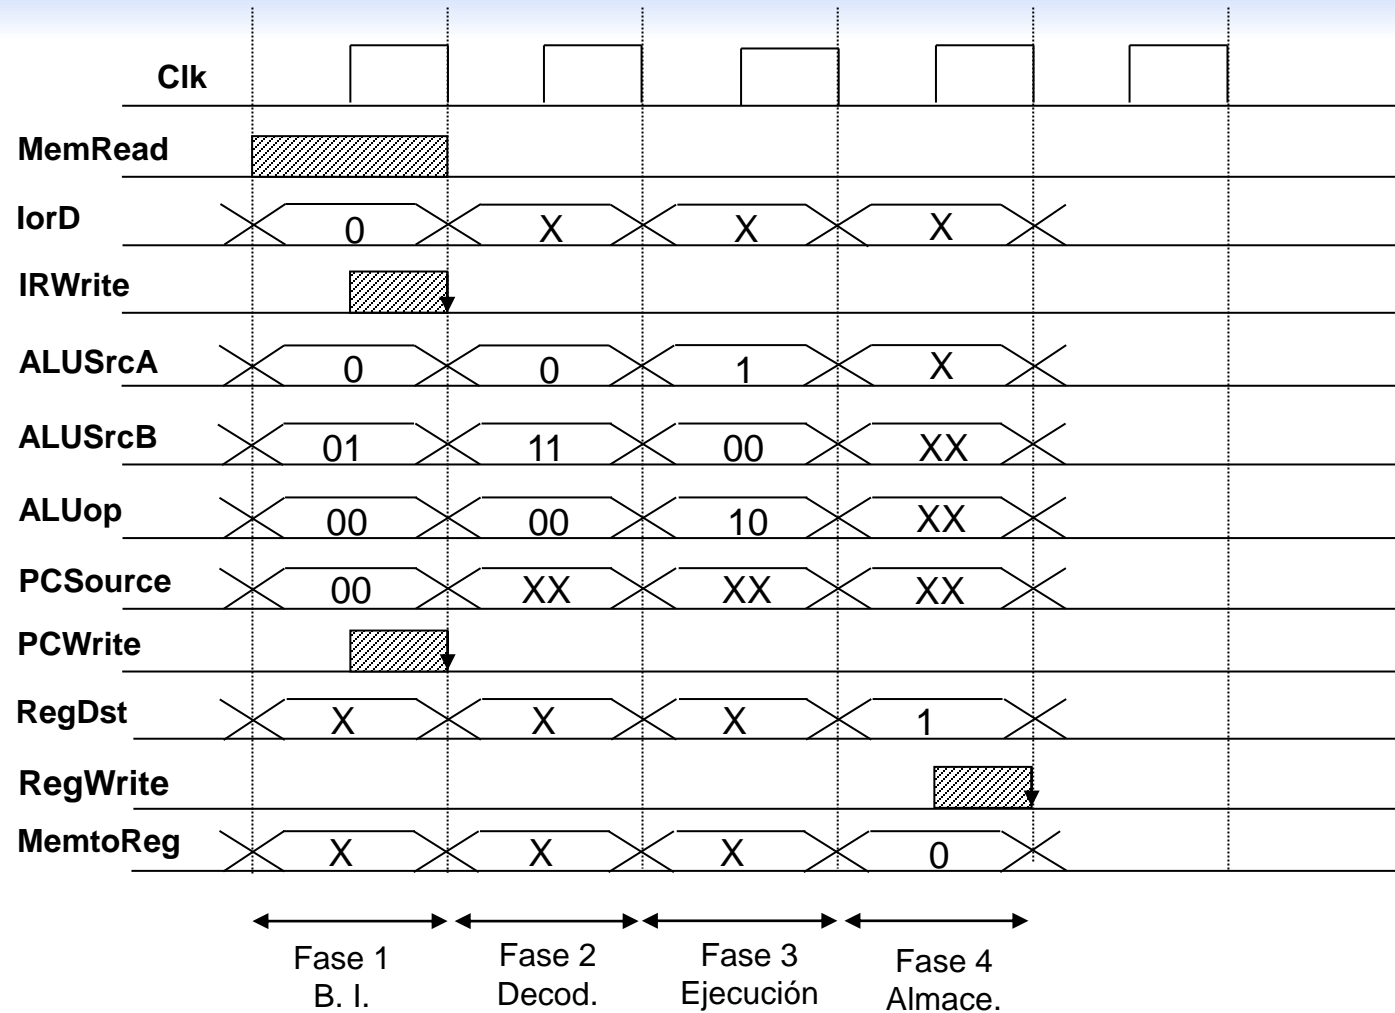 Clk
MemRead
IorD 0 X X X
IRWrite
ALUSrcA 0 0 1 X
ALUSrcB 01 11 00 XX
ALUop 00 00 10 XX
PCSource 00 XX XX XX
PCWrite
RegDst X X X 1
RegWrite
MemtoReg X X X 0
Fase 1 Fase 2 Fase 3 Fase 4
B. I. Decod. Ejecución Almace.